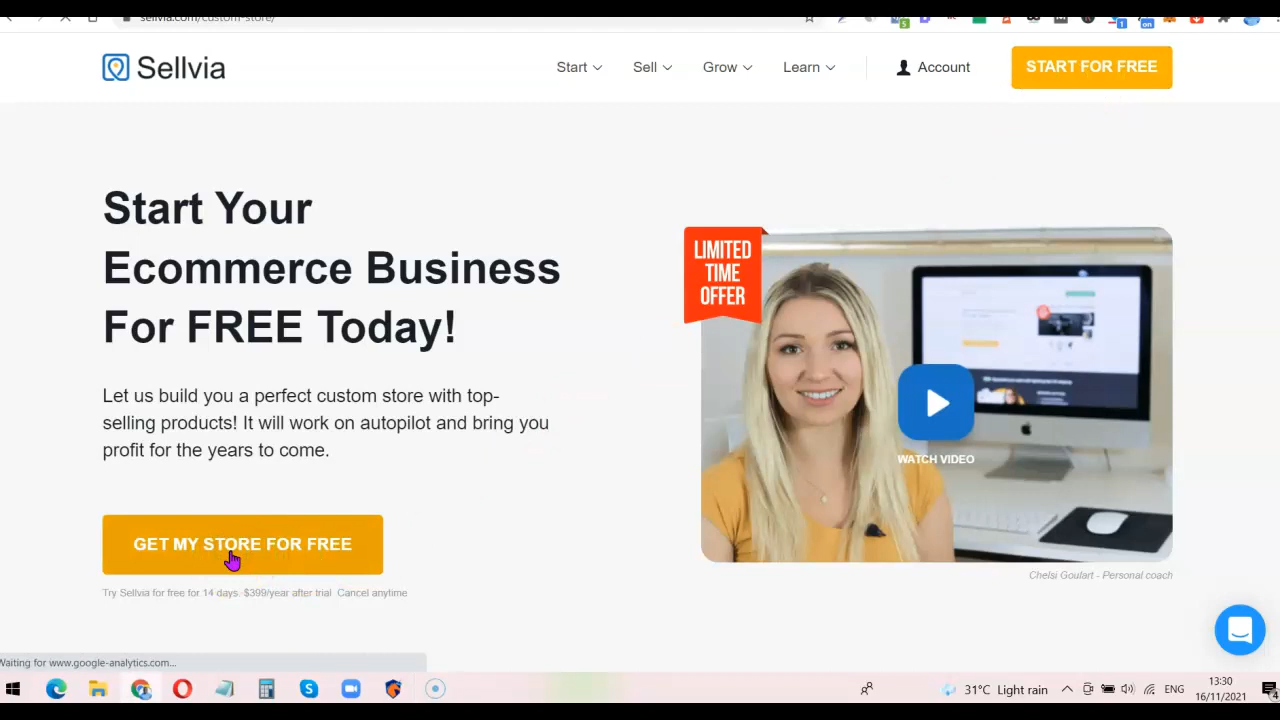 sellvia.com/custom-store/
Sellvia
Start
Sell
Grow
Learn
Account
START FOR FREE
Start Your
Ecommerce Business
For FREE Today!
Let us build you a perfect custom store with top-
selling products! It will work on autopilot and bring you
profit for the years to come.
GET MY STORE FOR FREE
Try Sellvia for free for 14 days. $399/year after trial Cancel anytime
LIMITED
TIME
OFFER
WATCH VIDEO
Chelsi Goulart - Personal coach
Waiting for www.google-analytics.com...
31°C Light rain
ENG
13:30
16/11/2021